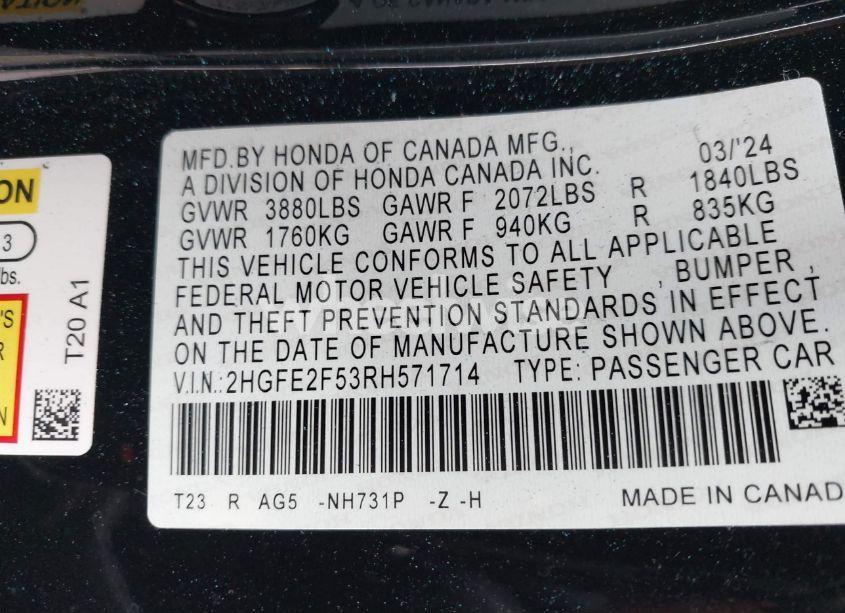 ON
3
lbs.
'S
R
R
N
T20 A1
MFD.BY HONDA OF CANADA MFG., 03/'24
A DIVISION OF HONDA CANADA INC.
GVWR 3880LBS GAWR F 2072LBS R 1840LBS
GVWR 1760KG GAWR F 940KG R 835KG
THIS VEHICLE CONFORMS TO ALL APPLICABLE
FEDERAL MOTOR VEHICLE SAFETY , BUMPER ,
AND THEFT PREVENTION STANDARDS IN EFFECT
ON THE DATE OF MANUFACTURE SHOWN ABOVE.
V.I.N.:2HGFE2F53RH571714 TYPE: PASSENGER CAR
T23 R AG5 -NH731P -Z -H MADE IN CANAD